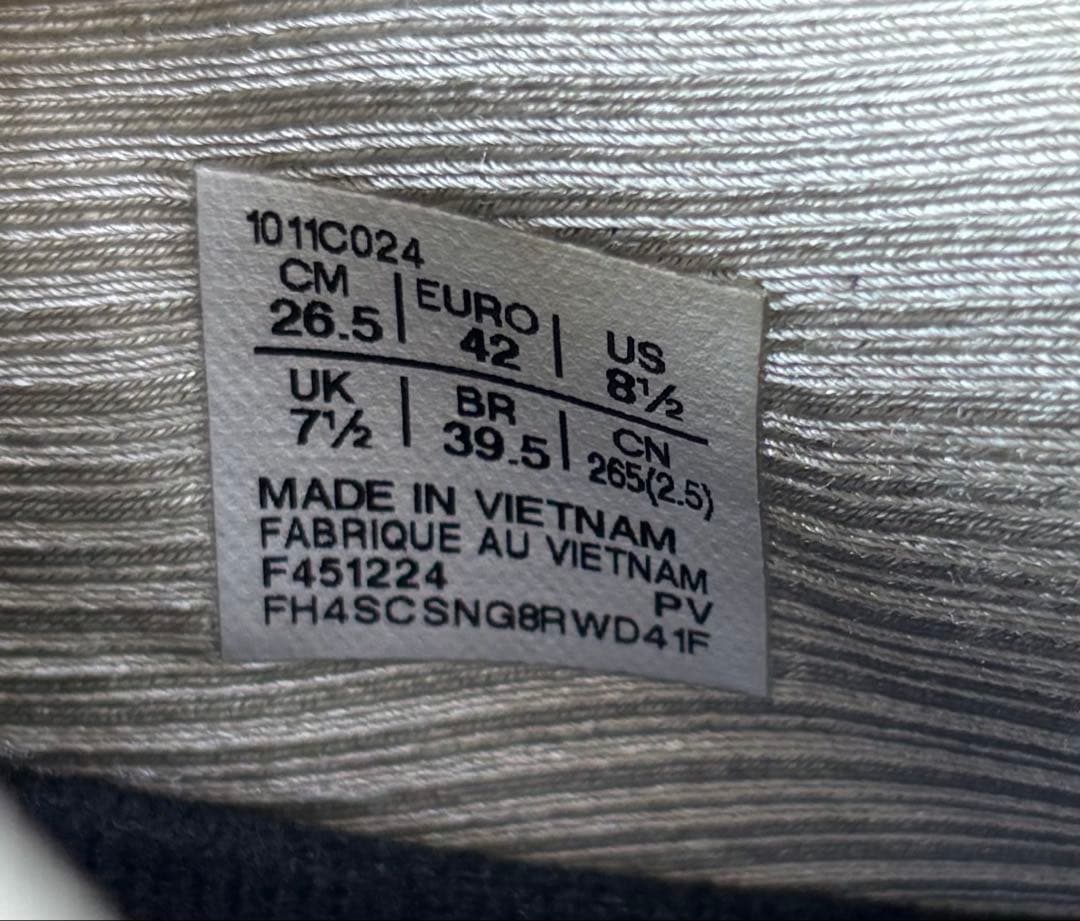 1011C024
CM | EURO | US
26.5 | 42 | 8½
UK | BR | CN
7½ | 39.5 | 265(2.5)
MADE IN VIETNAM
FABRIQUE AU VIETNAM
F451224 PV
FH4SCSNG8RWD41F